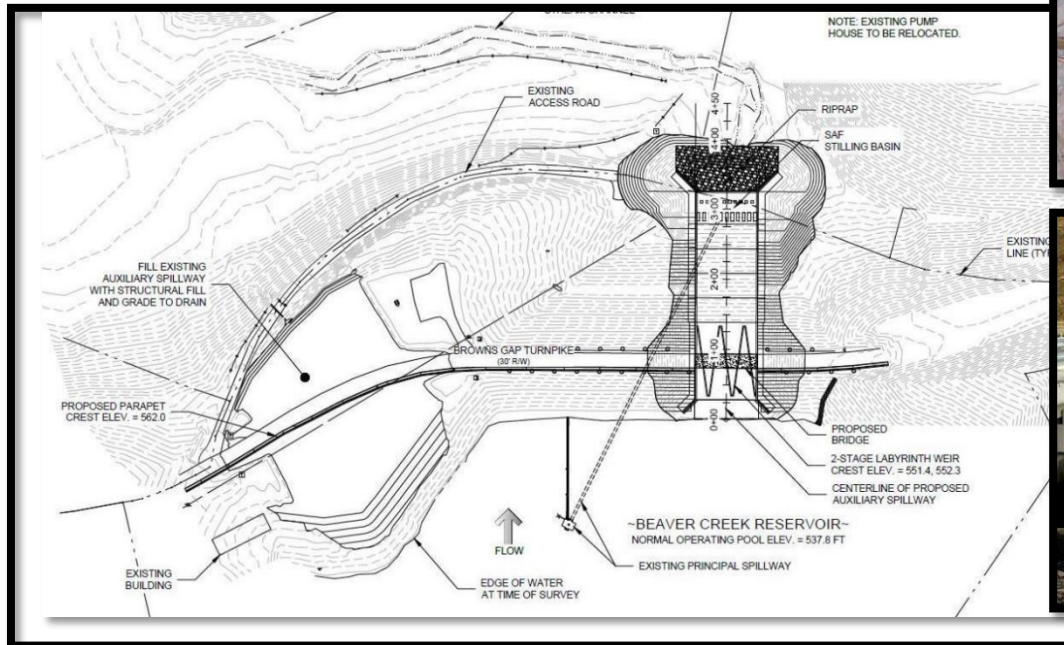 NOTE: EXISTING PUMP
HOUSE TO BE RELOCATED.
EXISTING
ACCESS ROAD
4+50
4+00
3+00
2+00
1+00
0+00
RIPRAP
SAF
STILLING BASIN
EXISTING
LINE
FILL EXISTING
AUXILIARY SPILLWAY
WITH STRUCTURAL FILL
AND GRADE TO DRAIN
BROWNS GAP TURNPIKE
(30' R/W)
PROPOSED PARAPET
CREST ELEV. = 562.0
PROPOSED
BRIDGE
2-STAGE LABYRINTH WEIR
CREST ELEV. = 551.4, 552.3
CENTERLINE OF PROPOSED
AUXILIARY SPILLWAY
~BEAVER CREEK RESERVOIR~
NORMAL OPERATING POOL ELEV. = 537.8 FT
FLOW
EXISTING PRINCIPAL SPILLWAY
EXISTING
BUILDING
EDGE OF WATER
AT TIME OF SURVEY